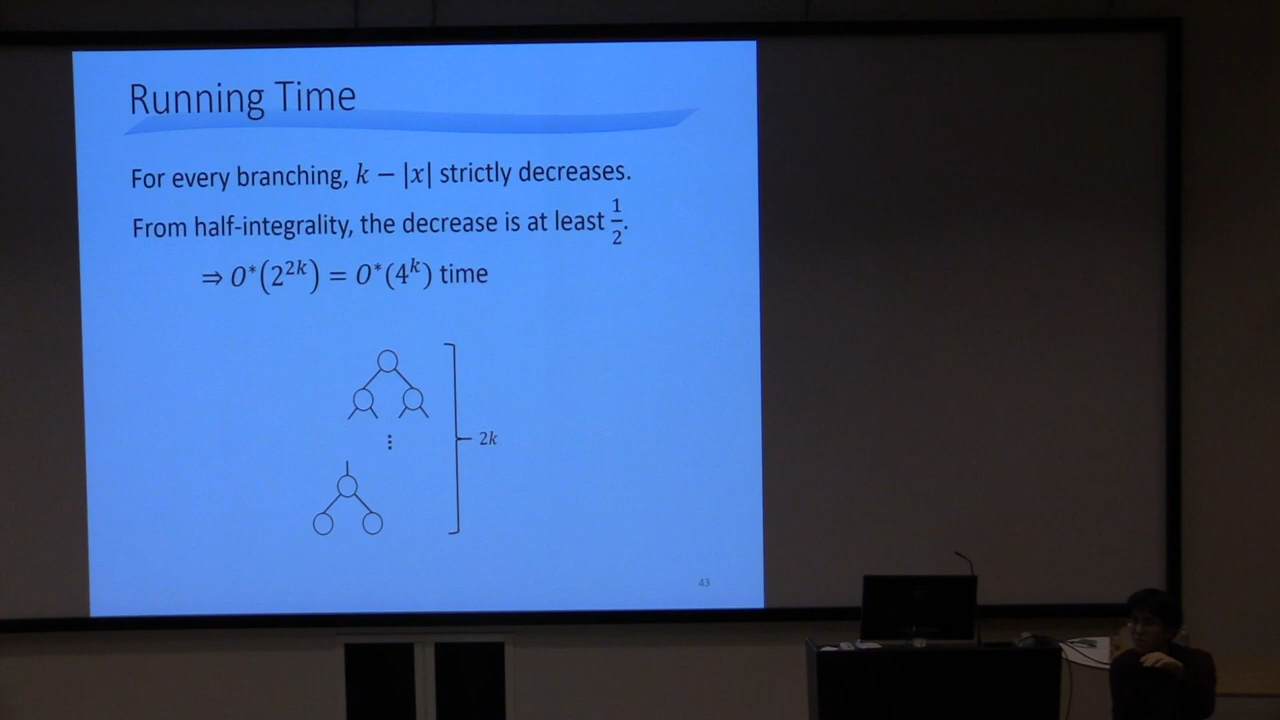 Running Time
For every branching, k − |x| strictly decreases.
From half-integrality, the decrease is at least 1/2.
⇒ O*(2^{2k}) = O*(4^k) time
⋮
2k
43